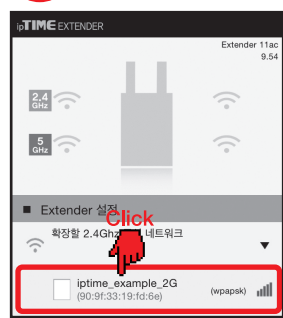 ipTIME EXTENDER
Extender 11ac
9.54
2.4
GHz
5
GHz
■ Extender 설정
Click
확장할 2.4Ghz 네트워크
▼
iptime_example_2G
(90:9f:33:19:fd:6e)
(wpapsk)